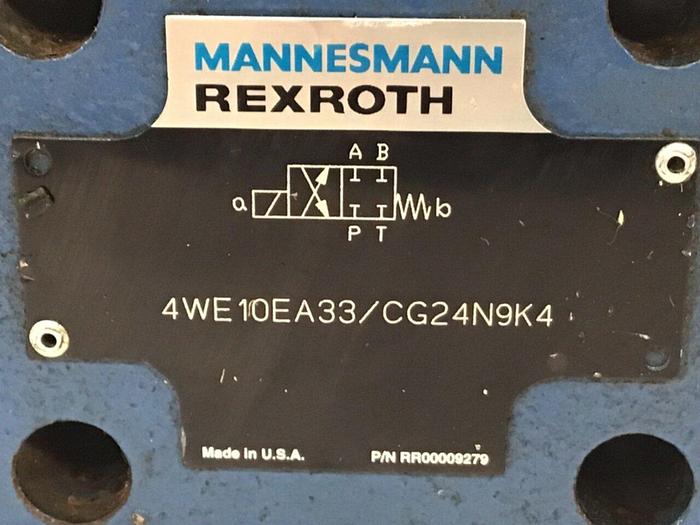 MANNESMANN
REXROTH
A B
a b
P T
4WE10EA33/CG24N9K4
Made in U.S.A. P/N RR00009279